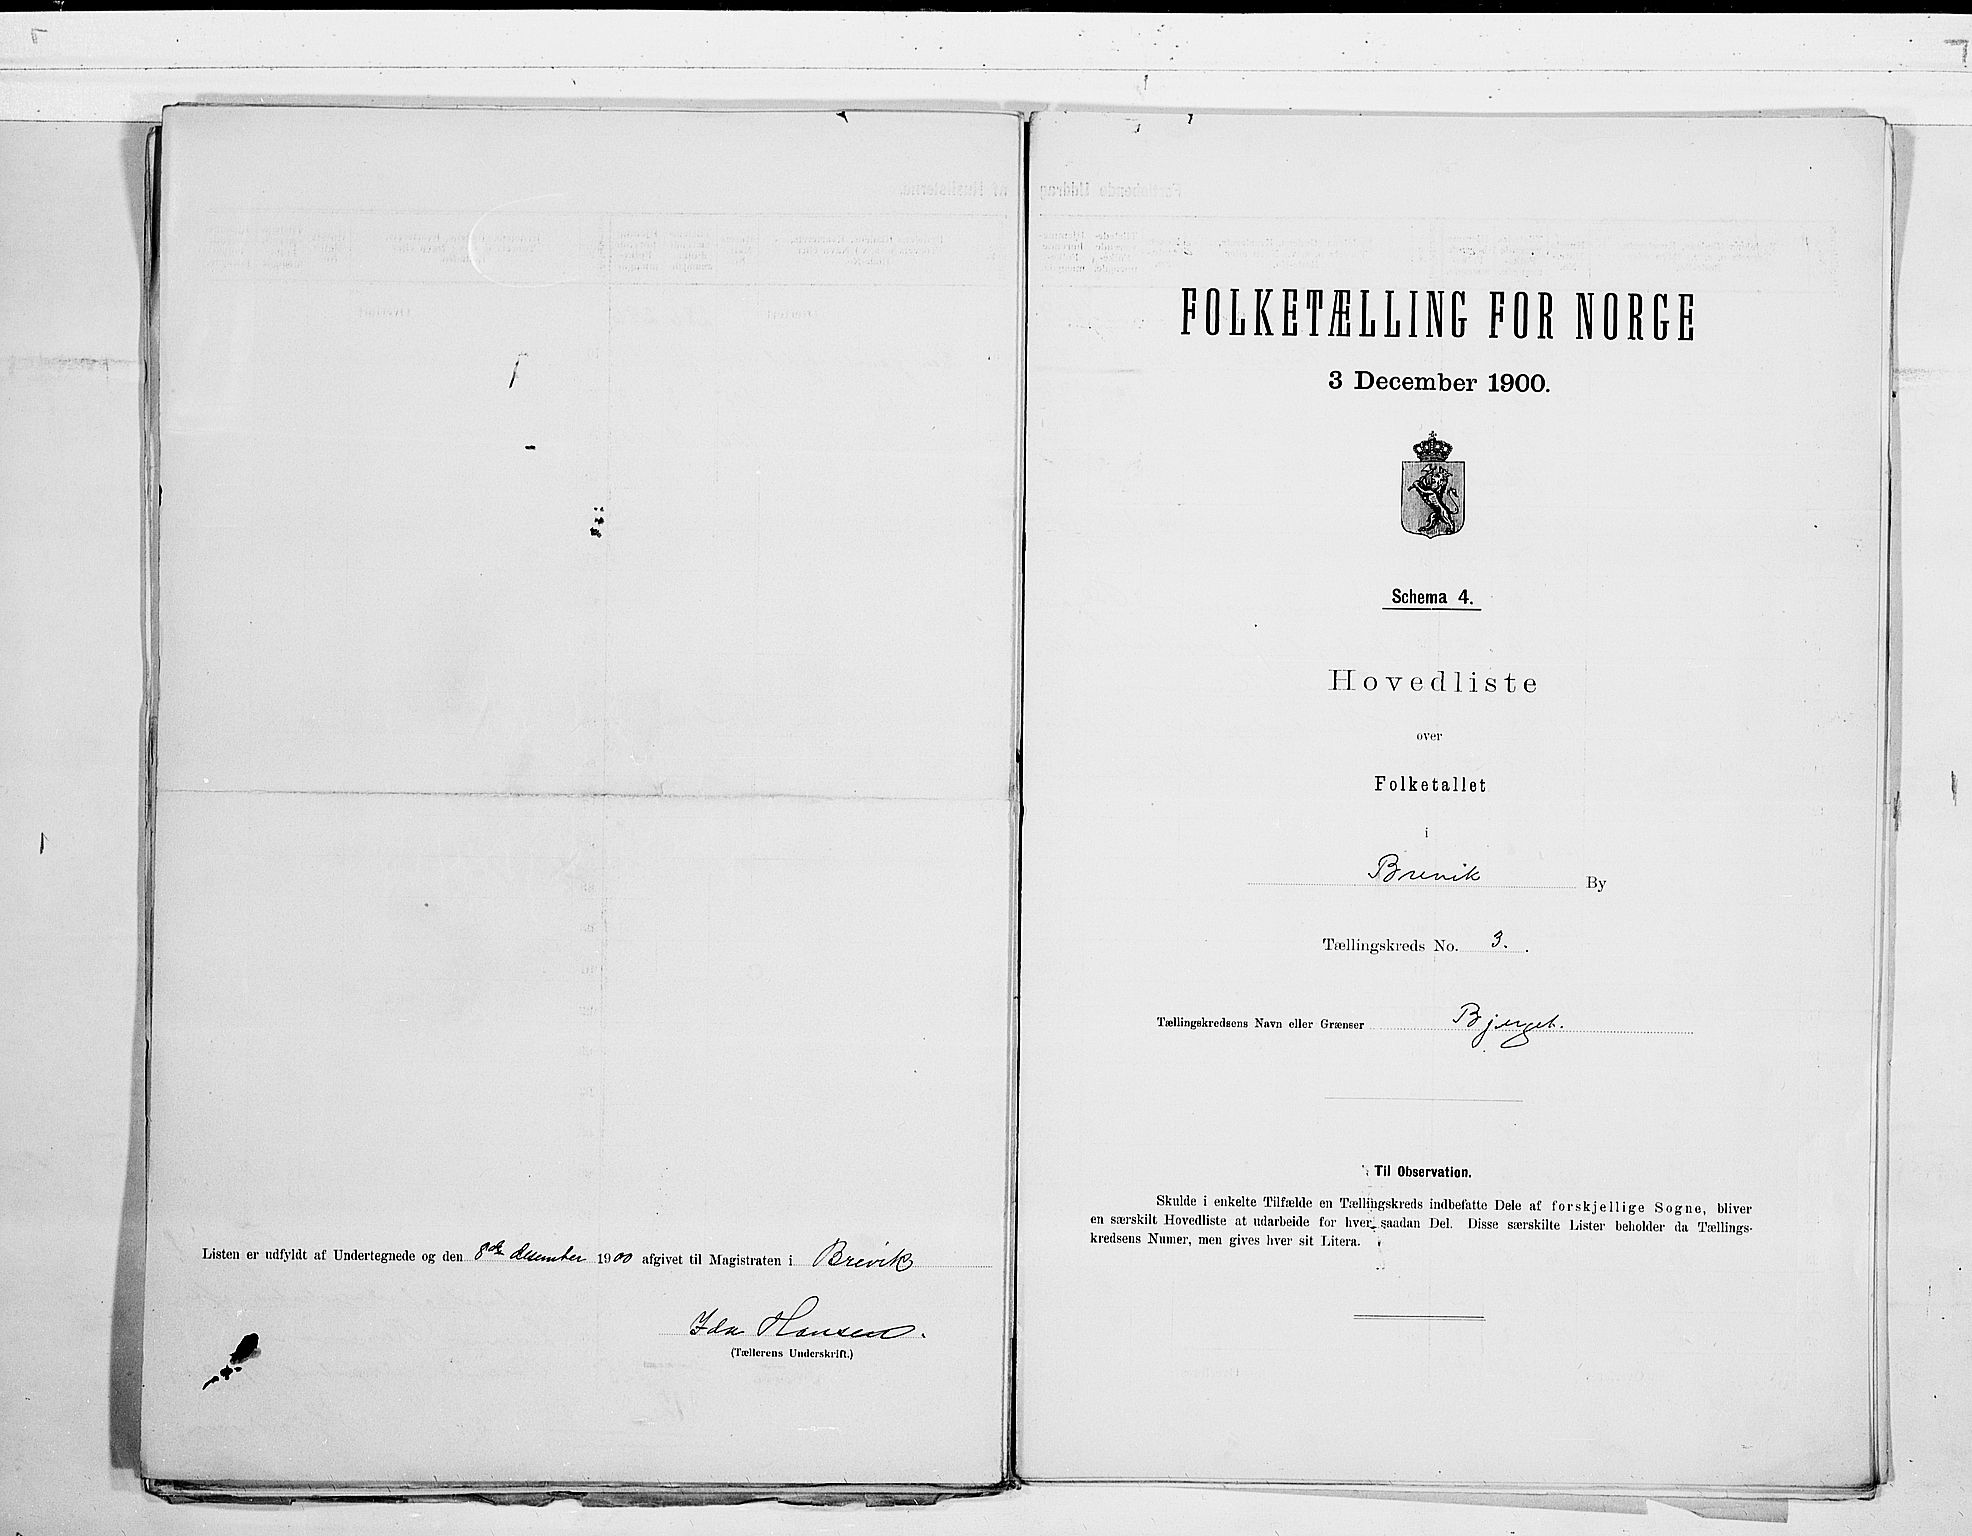 Listen er udfyldt af Undertegnede og den 8de desember 1900 afgivet til Magistraten i Brevik
Ida Hansen.
(Tællerens Underskrift.)
FOLKETÆLLING FOR NORGE
3 December 1900.
Schema 4.
Hovedliste
over
Folketallet
i
Brevik By
Tællingskreds No. 3.
Tællingskredsens Navn eller Grænser Bjerget.
Til Observation.
Skulde i enkelte Tilfælde en Tællingskreds indbefatte Dele af forskjellige Sogne, bliver
en særskilt Hovedliste at udarbeide for hver saadan Del. Disse særskilte Lister beholder da Tællings-
kredsens Numer, men gives hver sit Litera.